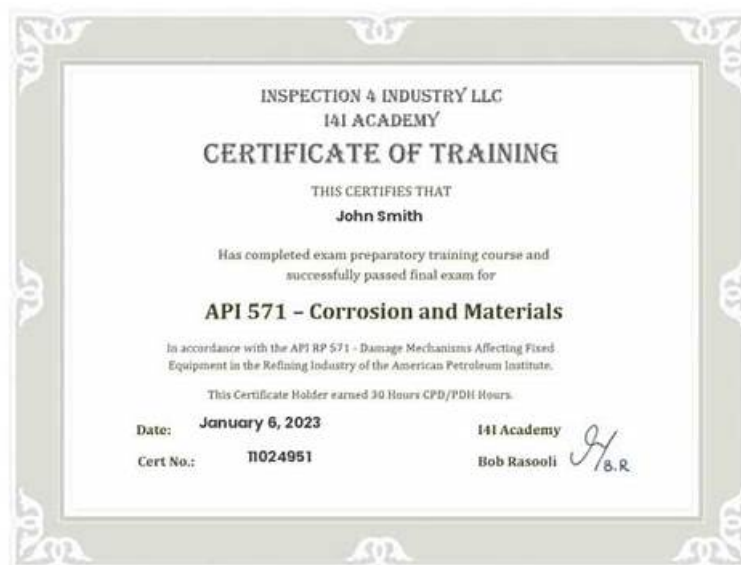 INSPECTION 4 INDUSTRY LLC
I4I ACADEMY
CERTIFICATE OF TRAINING
THIS CERTIFIES THAT
John Smith
Has completed exam preparatory training course and
successfully passed final exam for
API 571 – Corrosion and Materials
In accordance with the API RP 571 - Damage Mechanisms Affecting Fixed
Equipment in the Refining Industry of the American Petroleum Institute.
This Certificate Holder earned 30 Hours CPD/PDH Hours.
Date: January 6, 2023
I4I Academy
Cert No.: 11024951
Bob Rasooli
B.R